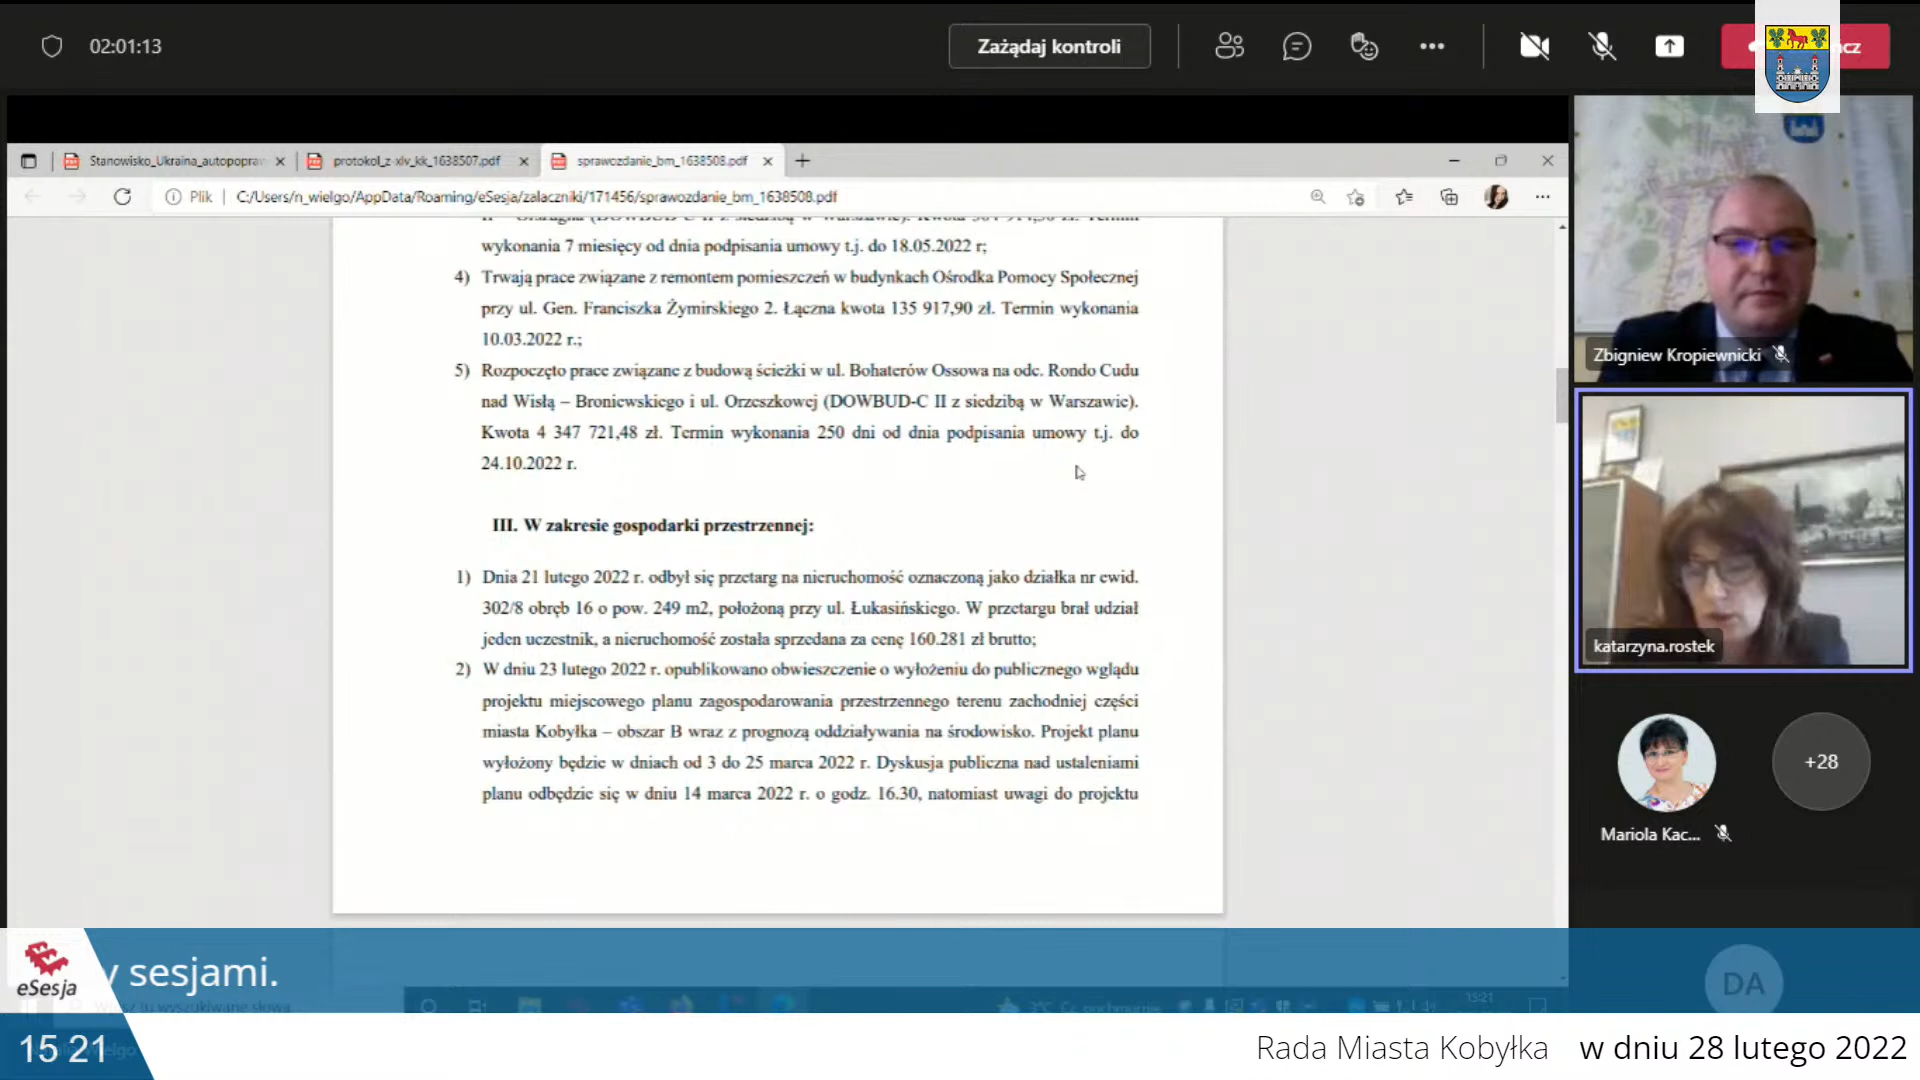 02:01:13
Zażądaj kontroli
cz
Stanowisko_Ukraina_autopopra
protokol_z-xlv_kk_1638507.pdf
sprawozdanie_bm_1638508.pdf
Plik
C:/Users/n_wielgo/AppData/Roaming/eSesja/zalaczniki/171456/sprawozdanie_bm_1638508.pdf
wykonania 7 miesięcy od dnia podpisania umowy t.j. do 18.05.2022 r;
4) Trwają prace związane z remontem pomieszczeń w budynkach Ośrodka Pomocy Społecznej
przy ul. Gen. Franciszka Żymirskiego 2. Łączna kwota 135 917,90 zł. Termin wykonania
10.03.2022 r.;
5) Rozpoczęto prace związane z budową ścieżki w ul. Bohaterów Ossowa na odc. Rondo Cudu
nad Wisłą – Broniewskiego i ul. Orzeszkowej (DOWBUD-C II z siedzibą w Warszawie).
Kwota 4 347 721,48 zł. Termin wykonania 250 dni od dnia podpisania umowy t.j. do
24.10.2022 r.
III. W zakresie gospodarki przestrzennej:
1) Dnia 21 lutego 2022 r. odbył się przetarg na nieruchomość oznaczoną jako działka nr ewid.
302/8 obręb 16 o pow. 249 m2, położoną przy ul. Łukasińskiego. W przetargu brał udział
jeden uczestnik, a nieruchomość została sprzedana za cenę 160.281 zł brutto;
2) W dniu 23 lutego 2022 r. opublikowano obwieszczenie o wyłożeniu do publicznego wglądu
projektu miejscowego planu zagospodarowania przestrzennego terenu zachodniej części
miasta Kobyłka – obszar B wraz z prognozą oddziaływania na środowisko. Projekt planu
wyłożony będzie w dniach od 3 do 25 marca 2022 r. Dyskusja publiczna nad ustaleniami
planu odbędzie się w dniu 14 marca 2022 r. o godz. 16.30, natomiast uwagi do projektu
Zbigniew Kropiewnicki
katarzyna.rostek
Mariola Kac...
+28
DA
eSesja
y sesjami.
15:21
15 21
Rada Miasta Kobyłka w dniu 28 lutego 2022